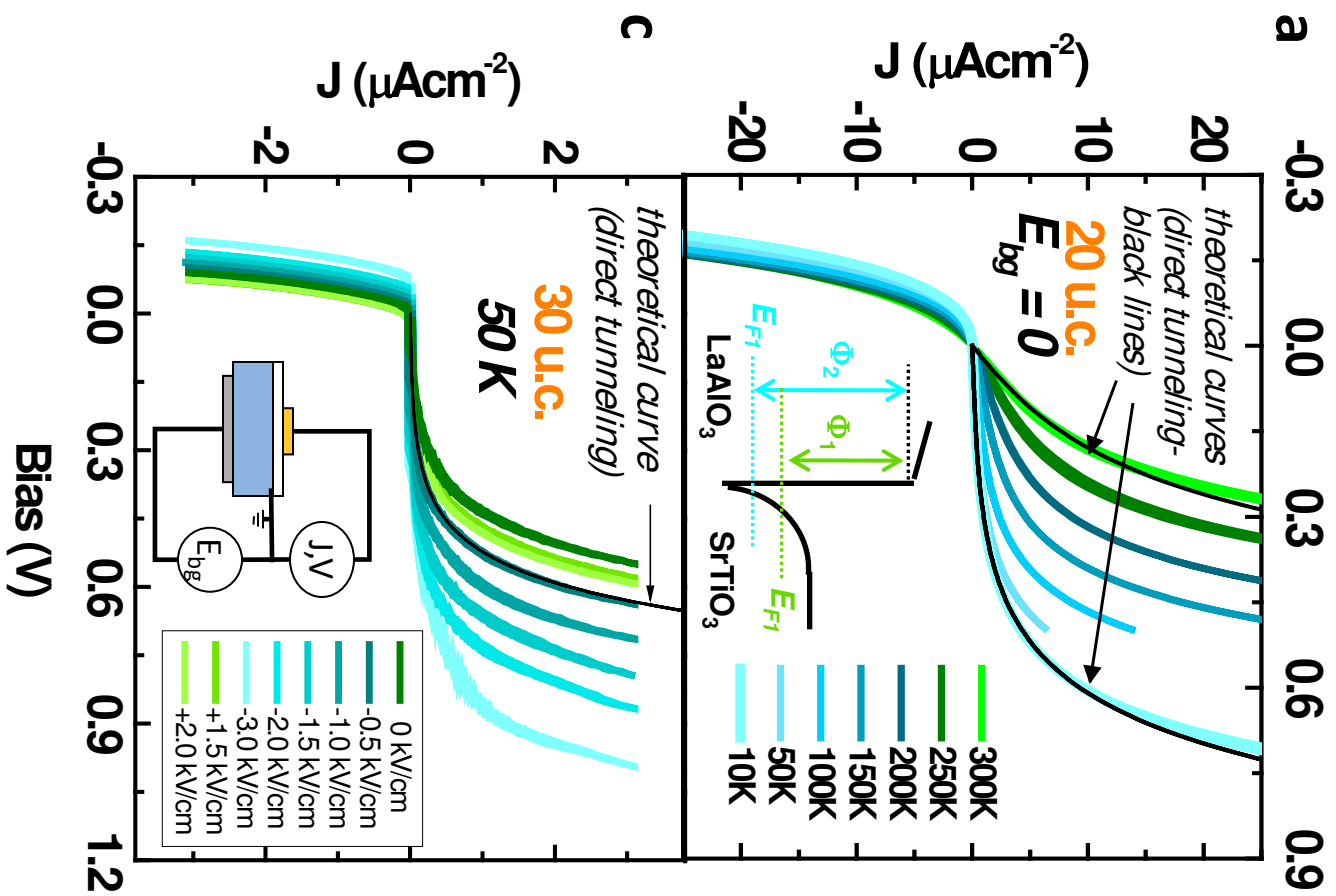 a
J (μAcm-2)
20
10
0
-10
-20
-0.3
0.0
0.3
0.6
0.9
theoretical curves
(direct tunneling-
black lines)
20 u.c.
Ebg = 0
EF1
Φ2
Φ1
LaAlO3
SrTiO3
EF1
300K
250K
200K
150K
100K
50K
10K
c
J (μAcm-2)
2
0
-2
-0.3
0.0
0.3
0.6
0.9
1.2
Bias (V)
theoretical curve
(direct tunneling)
30 u.c.
50 K
J,V
Ebg
0 kV/cm
-0.5 kV/cm
-1.0 kV/cm
-1.5 kV/cm
-2.0 kV/cm
-3.0 kV/cm
+1.5 kV/cm
+2.0 kV/cm